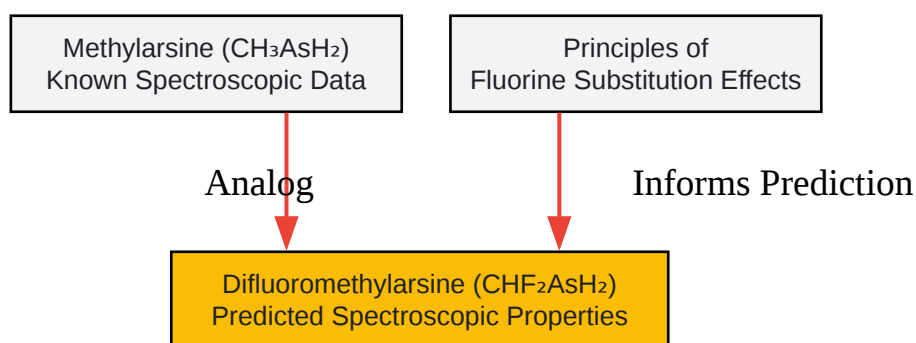 Methylarsine (CH₃AsH₂)
Known Spectroscopic Data
Principles of
Fluorine Substitution Effects
Analog
Informs Prediction
Difluoromethylarsine (CHF₂AsH₂)
Predicted Spectroscopic Properties